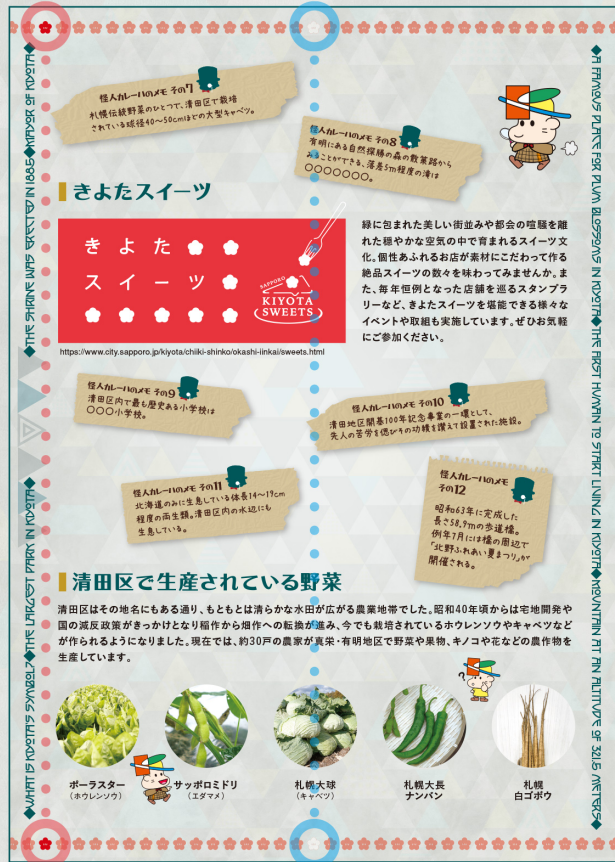 怪人カレーハのメモ その7
札幌伝統野菜のひとつで、清田区で栽培
されている球径40～50cmほどの大型キャベツ。
怪人カレーハのメモ その8
有明にある自然探勝の森の散策路から
みることができる、落差5m程度の滝は
〇〇〇〇〇〇〇。
きよたスイーツ
きよた
スイーツ
SAPPORO
KIYOTA
SWEETS
https://www.city.sapporo.jp/kiyota/chiiki-shinko/okashi-iinkai/sweets.html
緑に包まれた美しい街並みや都会の喧騒を離
れた穏やかな空気の中で育まれるスイーツ文
化。個性あふれるお店が素材にこだわって作る
絶品スイーツの数々を味わってみませんか。ま
た、毎年恒例となった店舗を巡るスタンプラ
リーなど、きよたスイーツを堪能できる様々な
イベントや取組も実施しています。ぜひお気軽
にご参加ください。
怪人カレーハのメモ その9
清田区内で最も歴史ある小学校は
〇〇〇小学校。
怪人カレーハのメモ その10
清田地区開基100年記念事業の一環として、
先人の苦労を偲びその功績を讃えて設置された施設。
怪人カレーハのメモ その11
北海道のみに生息している体長14～19cm
程度の両生類。清田区内の水辺にも
生息している。
怪人カレーハのメモ
その12
昭和63年に完成した
長さ58.9mの歩道橋。
例年7月には橋の周辺で
「北野ふれあい夏まつり」が
開催される。
清田区で生産されている野菜
清田区はその地名にもある通り、もともとは清らかな水田が広がる農業地帯でした。昭和40年頃からは宅地開発や
国の減反政策がきっかけとなり稲作から畑作への転換が進み、今でも栽培されているホウレンソウやキャベツなど
が作られるようになりました。現在では、約30戸の農家が真栄・有明地区で野菜や果物、キノコや花などの農作物を
生産しています。
ポーラスター
（ホウレンソウ）
サッポロミドリ
（エダマメ）
札幌大球
（キャベツ）
札幌大長
ナンバン
札幌
白ゴボウ
◆WHAT IS KIYOTA'S SYMBOL?◆THE LARGEST PARK IN KIYOTA◆
◆THE SHRINE WAS ERECTED IN 1885◆MAYOR OF KIYOTA◆
◆A FAMOUS PLACE FOR PLUM BLOSSOMS IN KIYOTA◆THE FIRST HUMAN TO START LIVING IN KIYOTA◆MOUNTAIN AT AN ALTITUDE OF 321.5 METERS◆